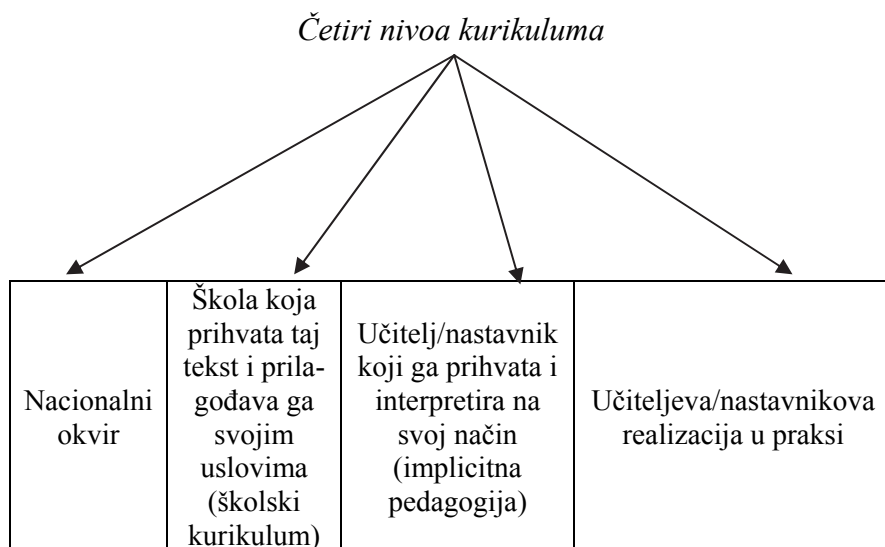 Četiri nivoa kurikuluma
Nacionalni
okvir
Škola koja
prihvata taj
tekst i prila-
gođava ga
svojim
uslovima
(školski
kurikulum)
Učitelj/nastavnik
koji ga prihvata i
interpretira na
svoj način
(implicitna
pedagogija)
Učiteljeva/nastavnikova
realizacija u praksi